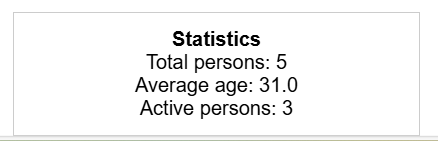 Statistics
Total persons: 5
Average age: 31.0
Active persons: 3